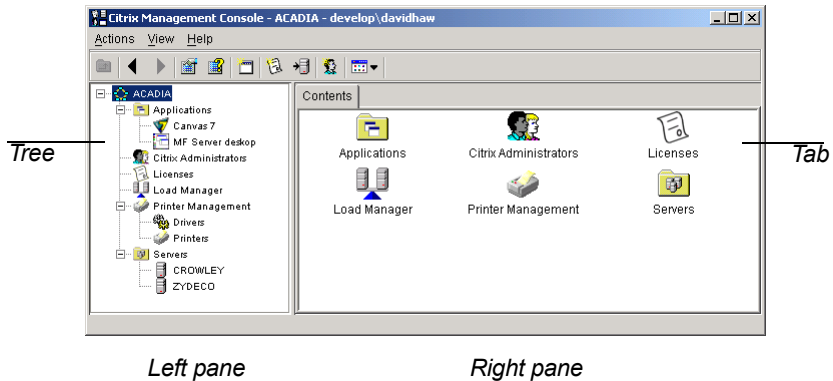 Citrix Management Console - ACADIA - develop\davidhaw
Actions View Help
ACADIA
Applications
Canvas 7
MF Server deskop
Citrix Administrators
Licenses
Load Manager
Printer Management
Drivers
Printers
Servers
CROWLEY
ZYDECO
Contents
Applications Citrix Administrators Licenses
Load Manager Printer Management Servers
Tree
Tab
Left pane Right pane